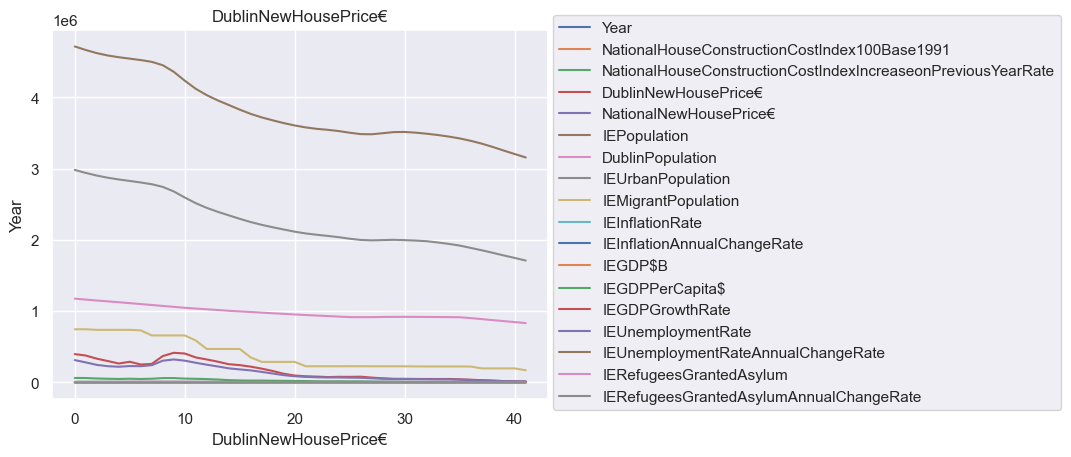 DublinNewHousePrice€
1e6
4
3
2
1
0
Year
0 10 20 30 40
DublinNewHousePrice€
Year
NationalHouseConstructionCostIndex100Base1991
NationalHouseConstructionCostIndexIncreaseonPreviousYearRate
DublinNewHousePrice€
NationalNewHousePrice€
IEPopulation
DublinPopulation
IEUrbanPopulation
IEMigrantPopulation
IEInflationRate
IEInflationAnnualChangeRate
IEGDP$B
IEGDPPerCapita$
IEGDPGrowthRate
IEUnemploymentRate
IEUnemploymentRateAnnualChangeRate
IERefugeesGrantedAsylum
IERefugeesGrantedAsylumAnnualChangeRate